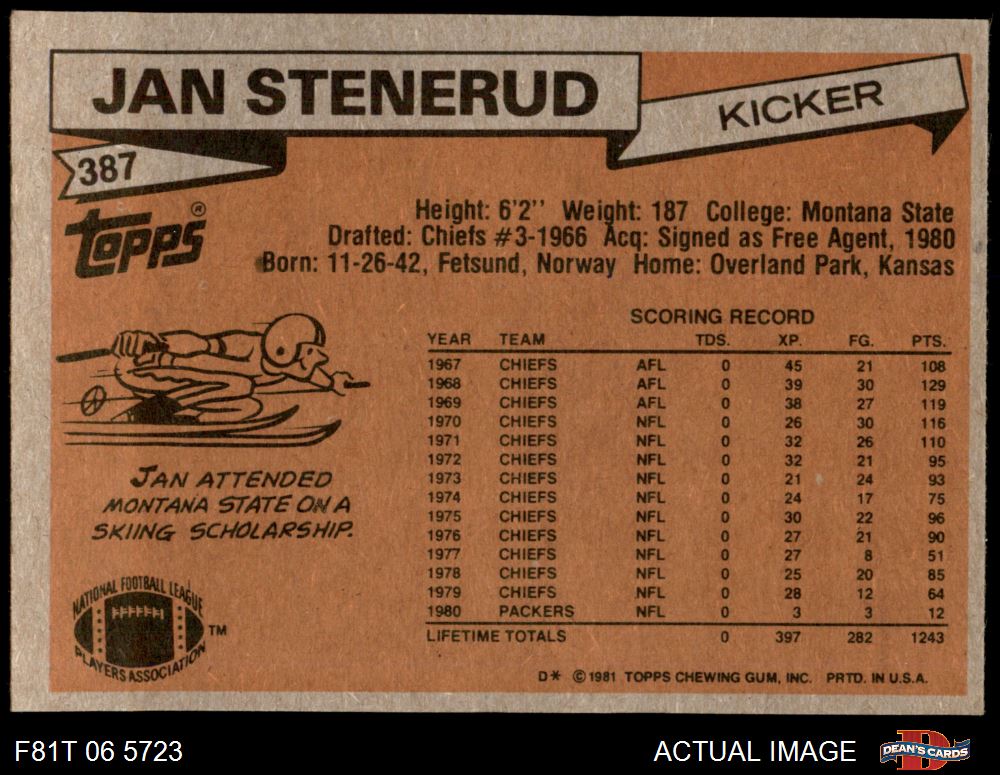 JAN STENERUD
KICKER
387
TOPPS®
Height: 6'2'' Weight: 187 College: Montana State
Drafted: Chiefs #3-1966 Acq: Signed as Free Agent, 1980
Born: 11-26-42, Fetsund, Norway Home: Overland Park, Kansas
JAN ATTENDED
MONTANA STATE ON A
SKIING SCHOLARSHIP.
NATIONAL FOOTBALL LEAGUE
PLAYERS ASSOCIATION
TM
SCORING RECORD
YEAR TEAM TDS. XP. FG. PTS.
1967 CHIEFS AFL 0 45 21 108
1968 CHIEFS AFL 0 39 30 129
1969 CHIEFS AFL 0 38 27 119
1970 CHIEFS NFL 0 26 30 116
1971 CHIEFS NFL 0 32 26 110
1972 CHIEFS NFL 0 32 21 95
1973 CHIEFS NFL 0 21 24 93
1974 CHIEFS NFL 0 24 17 75
1975 CHIEFS NFL 0 30 22 96
1976 CHIEFS NFL 0 27 21 90
1977 CHIEFS NFL 0 27 8 51
1978 CHIEFS NFL 0 25 20 85
1979 CHIEFS NFL 0 28 12 64
1980 PACKERS NFL 0 3 3 12
LIFETIME TOTALS 0 397 282 1243
D* ©1981 TOPPS CHEWING GUM, INC. PRTD. IN U.S.A.
F81T 06 5723
ACTUAL IMAGE
DEAN'S CARDS